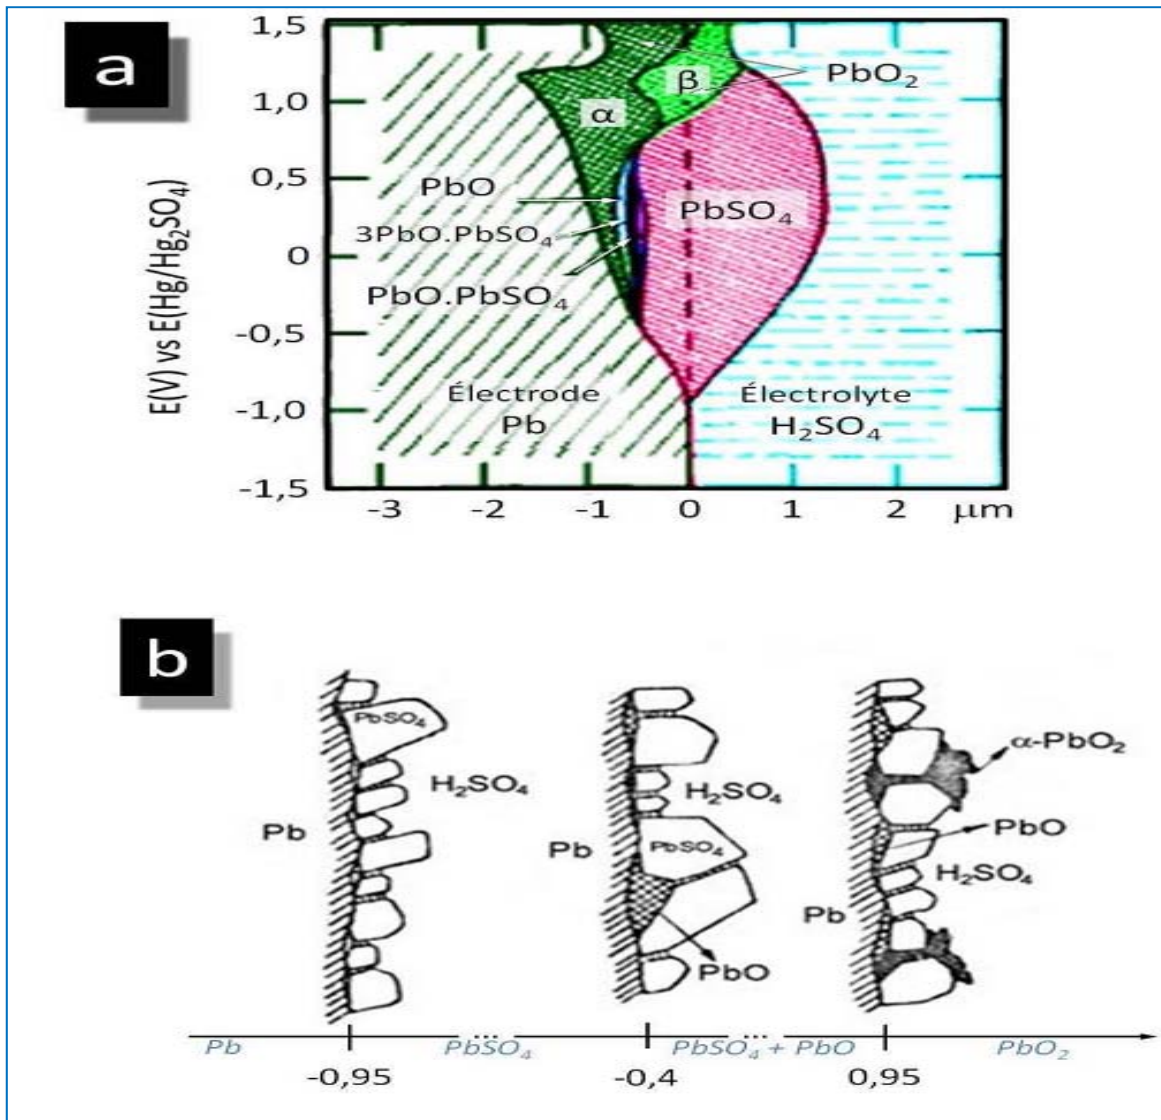 a
E(V) vs E(Hg/Hg₂SO₄)
1,5
1,0
0,5
0
-0,5
-1,0
-1,5
α
β
PbO₂
PbO
3PbO.PbSO₄
PbO.PbSO₄
PbSO₄
Électrode
Pb
Électrolyte
H₂SO₄
-3 -2 -1 0 1 2 μm
b
PbSO₄
H₂SO₄
Pb
H₂SO₄
Pb
PbSO₄
PbO
α-PbO₂
PbO
H₂SO₄
Pb
Pb PbSO₄ ... PbSO₄ + PbO ... PbO₂
-0,95 -0,4 0,95